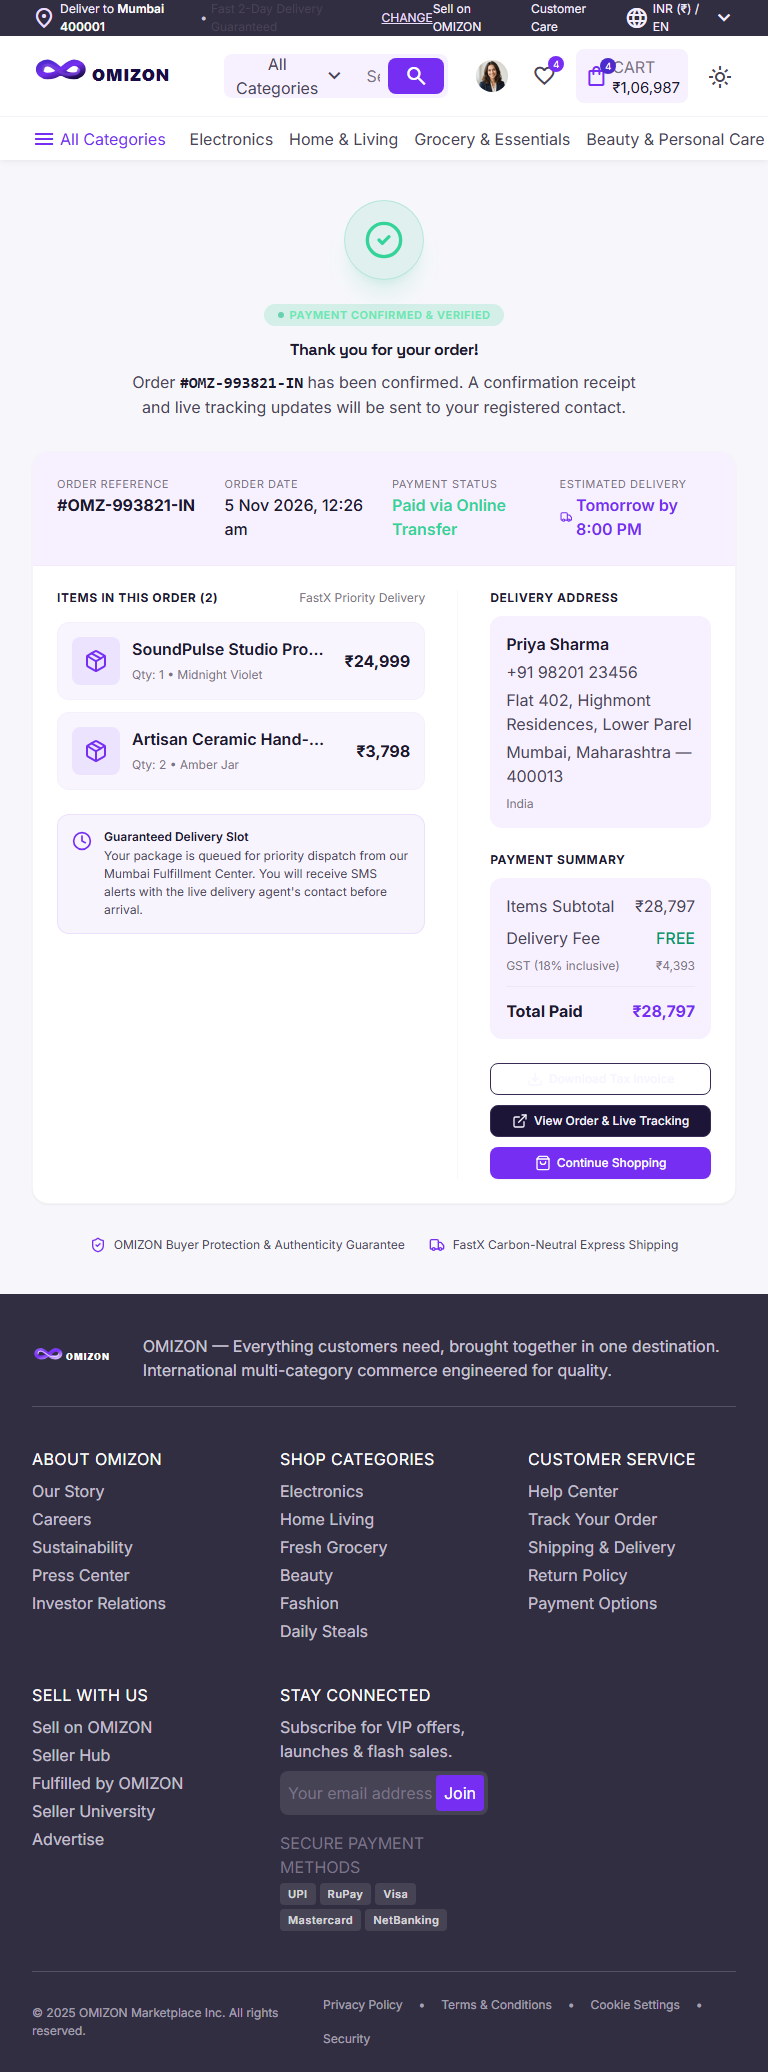 Deliver to Mumbai 400001
• Fast 2-Day Delivery Guaranteed
CHANGE
Sell on OMIZON
Customer Care
INR (₹) / EN
OMIZON
All Categories
Se
4
4
CART
₹1,06,987
All Categories
Electronics
Home & Living
Grocery & Essentials
Beauty & Personal Care
PAYMENT CONFIRMED & VERIFIED
Thank you for your order!
Order #OMZ-993821-IN has been confirmed. A confirmation receipt
and live tracking updates will be sent to your registered contact.
ORDER REFERENCE
#OMZ-993821-IN
ORDER DATE
5 Nov 2026, 12:26
am
PAYMENT STATUS
Paid via Online
Transfer
ESTIMATED DELIVERY
Tomorrow by
8:00 PM
ITEMS IN THIS ORDER (2)
FastX Priority Delivery
SoundPulse Studio Pro...
Qty: 1 • Midnight Violet
₹24,999
Artisan Ceramic Hand-...
Qty: 2 • Amber Jar
₹3,798
Guaranteed Delivery Slot
Your package is queued for priority dispatch from our
Mumbai Fulfillment Center. You will receive SMS
alerts with the live delivery agent's contact before
arrival.
DELIVERY ADDRESS
Priya Sharma
+91 98201 23456
Flat 402, Highmont
Residences, Lower Parel
Mumbai, Maharashtra —
400013
India
PAYMENT SUMMARY
Items Subtotal ₹28,797
Delivery Fee FREE
GST (18% inclusive) ₹4,393
Total Paid ₹28,797
Download Tax Invoice
View Order & Live Tracking
Continue Shopping
OMIZON Buyer Protection & Authenticity Guarantee
FastX Carbon-Neutral Express Shipping
OMIZON
OMIZON — Everything customers need, brought together in one destination.
International multi-category commerce engineered for quality.
ABOUT OMIZON
Our Story
Careers
Sustainability
Press Center
Investor Relations
SHOP CATEGORIES
Electronics
Home Living
Fresh Grocery
Beauty
Fashion
Daily Steals
CUSTOMER SERVICE
Help Center
Track Your Order
Shipping & Delivery
Return Policy
Payment Options
SELL WITH US
Sell on OMIZON
Seller Hub
Fulfilled by OMIZON
Seller University
Advertise
STAY CONNECTED
Subscribe for VIP offers,
launches & flash sales.
Your email address
Join
SECURE PAYMENT
METHODS
UPI
RuPay
Visa
Mastercard
NetBanking
© 2025 OMIZON Marketplace Inc. All rights
reserved.
Privacy Policy • Terms & Conditions • Cookie Settings •
Security